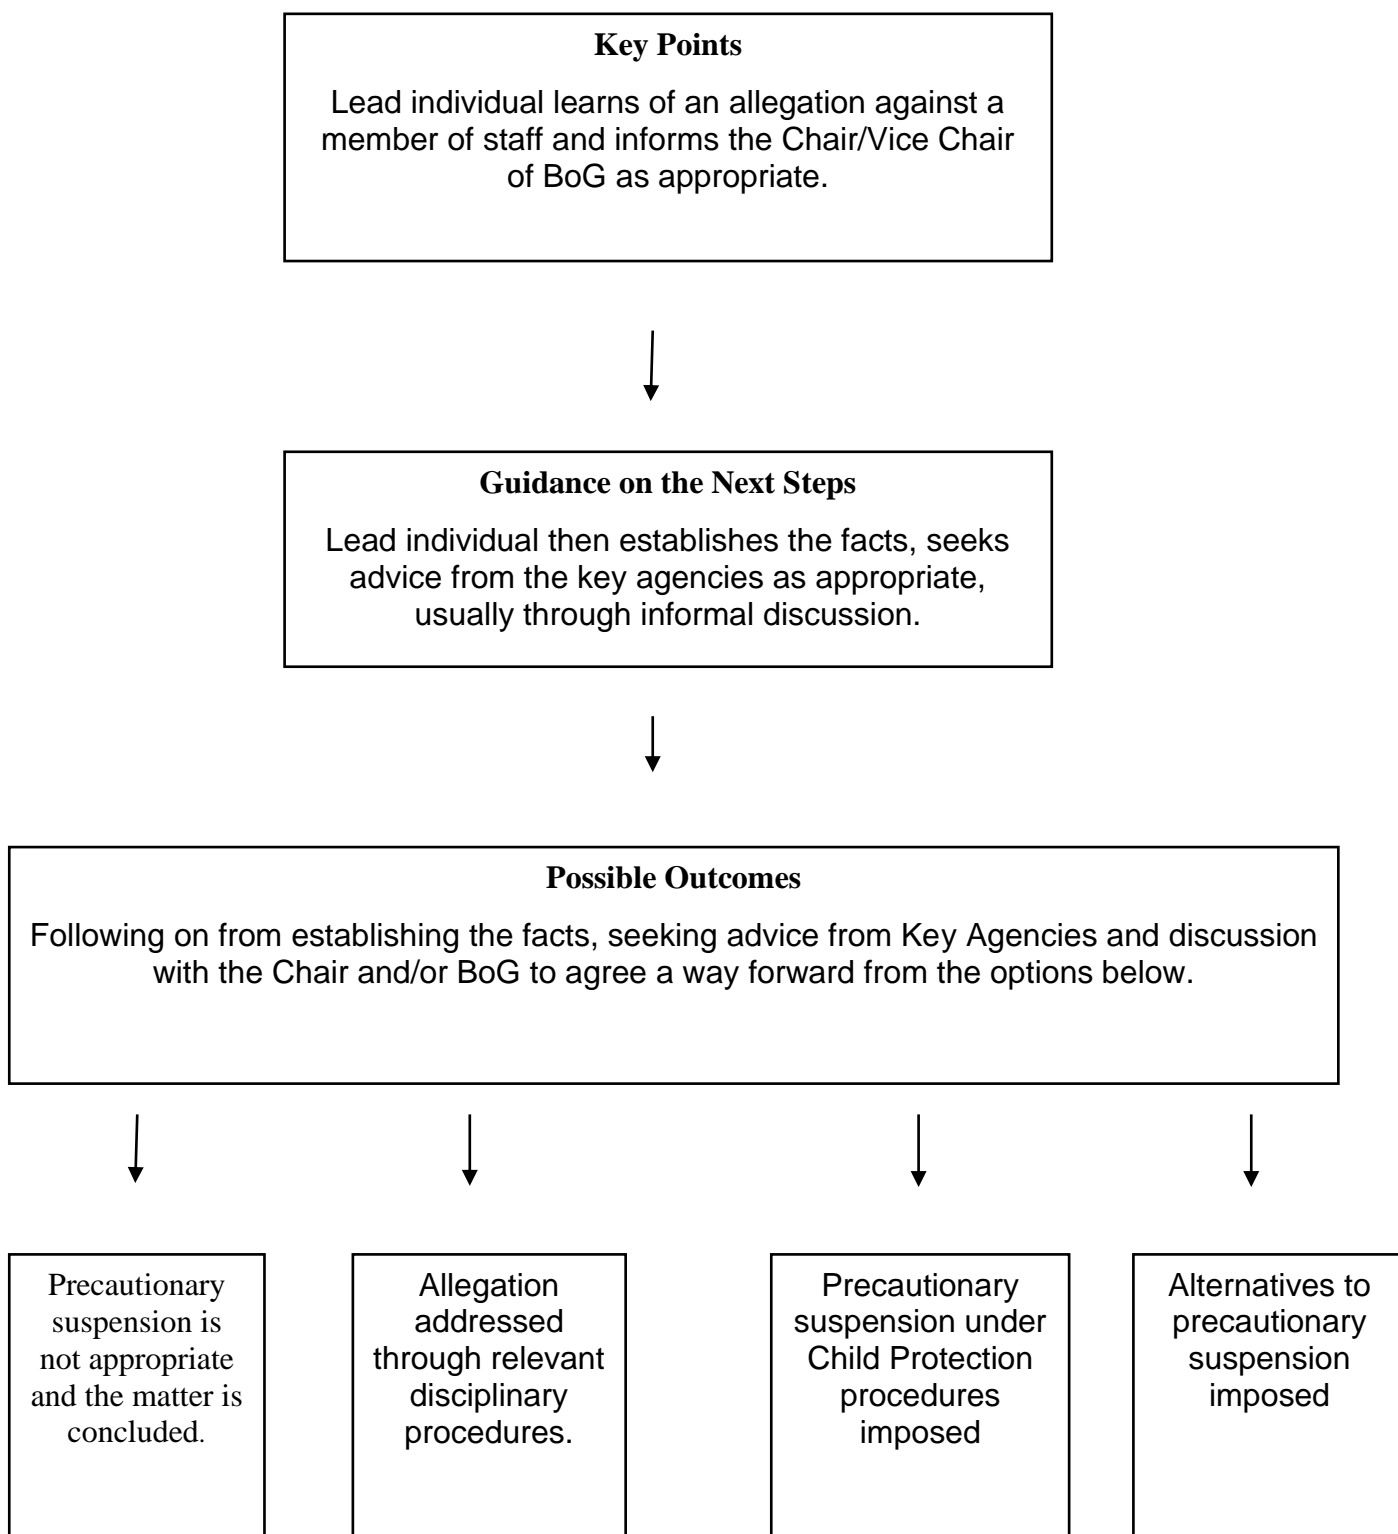 Key Points
Lead individual learns of an allegation against a
member of staff and informs the Chair/Vice Chair
of BoG as appropriate.
Guidance on the Next Steps
Lead individual then establishes the facts, seeks
advice from the key agencies as appropriate,
usually through informal discussion.
Possible Outcomes
Following on from establishing the facts, seeking advice from Key Agencies and discussion
with the Chair and/or BoG to agree a way forward from the options below.
Precautionary
suspension is
not appropriate
and the matter is
concluded.
Allegation
addressed
through relevant
disciplinary
procedures.
Precautionary
suspension under
Child Protection
procedures
imposed
Alternatives to
precautionary
suspension
imposed